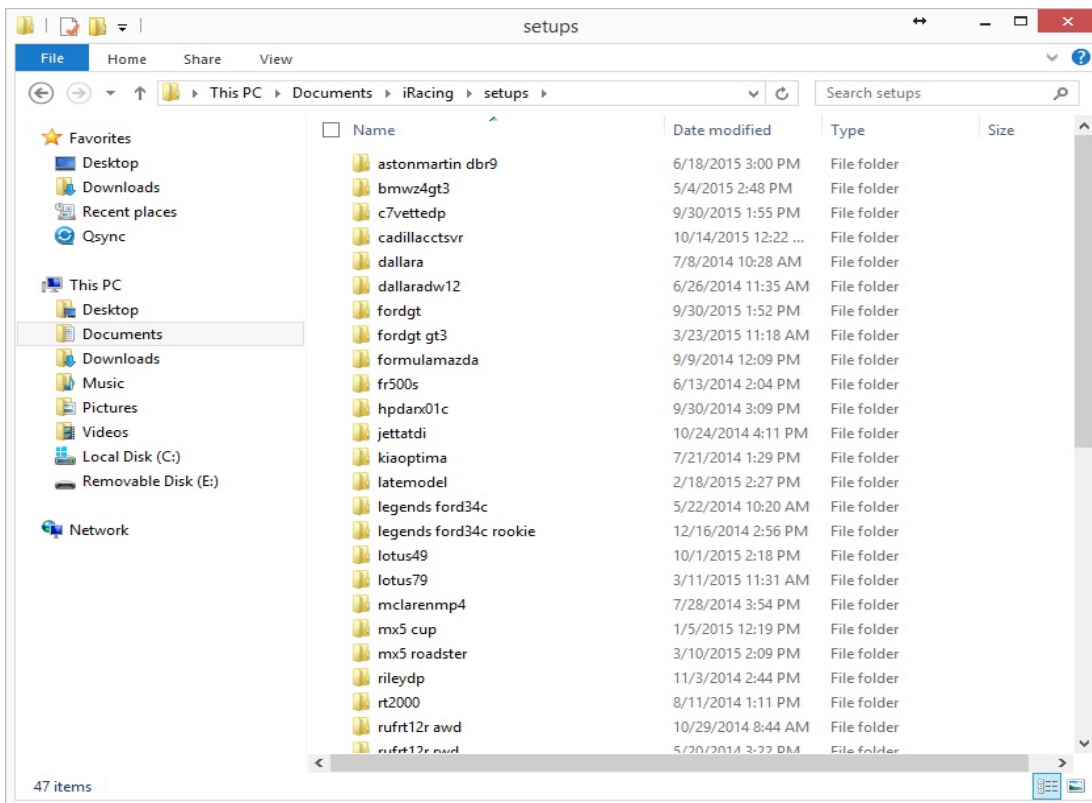 setups
File Home Share View
This PC Documents iRacing setups
Search setups
Favorites
Desktop
Downloads
Recent places
Qsync
This PC
Desktop
Documents
Downloads
Music
Pictures
Videos
Local Disk (C:)
Removable Disk (E:)
Network
Name Date modified Type Size
astonmartin dbr9 6/18/2015 3:00 PM File folder
bmwz4gt3 5/4/2015 2:48 PM File folder
c7vettedp 9/30/2015 1:55 PM File folder
cadillacctsvr 10/14/2015 12:22 ... File folder
dallara 7/8/2014 10:28 AM File folder
dallaradw12 6/26/2014 11:35 AM File folder
fordgt 9/30/2015 1:52 PM File folder
fordgt gt3 3/23/2015 11:18 AM File folder
formulamazda 9/9/2014 12:09 PM File folder
fr500s 6/13/2014 2:04 PM File folder
hpdarx01c 9/30/2014 3:09 PM File folder
jettatdi 10/24/2014 4:11 PM File folder
kiaoptima 7/21/2014 1:29 PM File folder
latemodel 2/18/2015 2:27 PM File folder
legends ford34c 5/22/2014 10:20 AM File folder
legends ford34c rookie 12/16/2014 2:56 PM File folder
lotus49 10/1/2015 2:18 PM File folder
lotus79 3/11/2015 11:31 AM File folder
mclarenmp4 7/28/2014 3:54 PM File folder
mx5 cup 1/5/2015 12:19 PM File folder
mx5 roadster 3/10/2015 2:09 PM File folder
rileydp 11/3/2014 2:44 PM File folder
rt2000 8/11/2014 1:11 PM File folder
rufrt12r awd 10/29/2014 8:44 AM File folder
rufrt12r rwd 5/20/2014 3:22 PM File folder
47 items